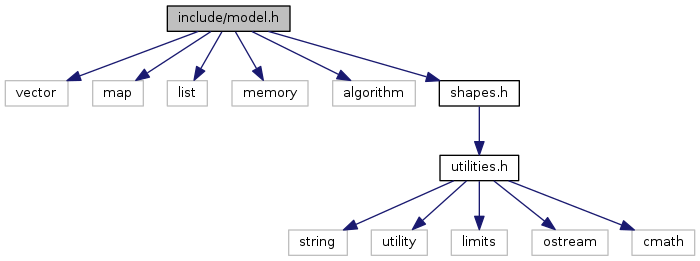 include/model.h
vector
map
list
memory
algorithm
shapes.h
utilities.h
string
utility
limits
ostream
cmath